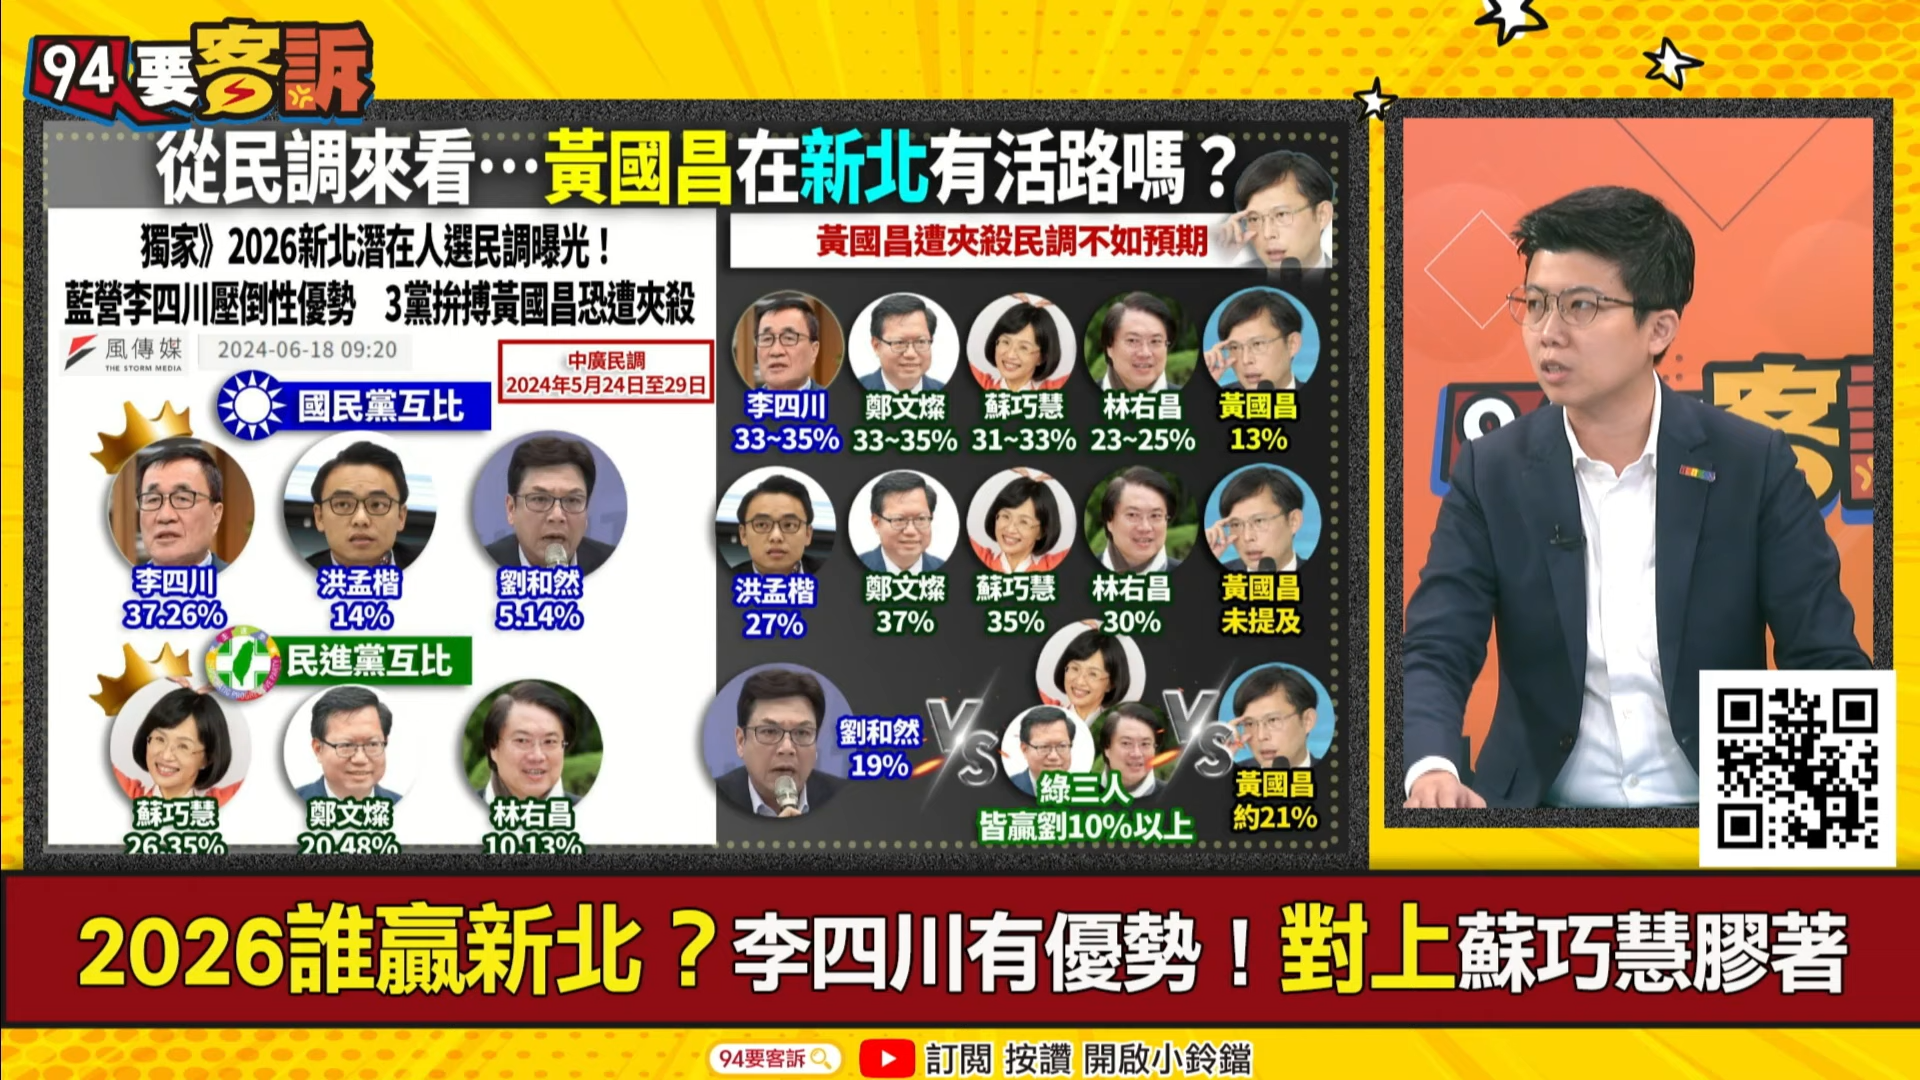 94要客訴
從民調來看…黃國昌在新北有活路嗎？
獨家》2026新北潛在人選民調曝光！
藍營李四川壓倒性優勢 3黨拚搏黃國昌恐遭夾殺
風傳媒
THE STORM MEDIA
2024-06-18 09:20
中廣民調
2024年5月24日至29日
國民黨互比
李四川
37.26%
洪孟楷
14%
劉和然
5.14%
民進黨互比
蘇巧慧
26.35%
鄭文燦
20.48%
林右昌
10.13%
黃國昌遭夾殺民調不如預期
李四川
33~35%
鄭文燦
33~35%
蘇巧慧
31~33%
林右昌
23~25%
黃國昌
13%
洪孟楷
27%
鄭文燦
37%
蘇巧慧
35%
林右昌
30%
黃國昌
未提及
劉和然
19%
VS
綠三人
皆贏劉10%以上
VS
黃國昌
約21%
2026誰贏新北？李四川有優勢！對上蘇巧慧膠著
94要客訴
訂閱 按讚 開啟小鈴鐺